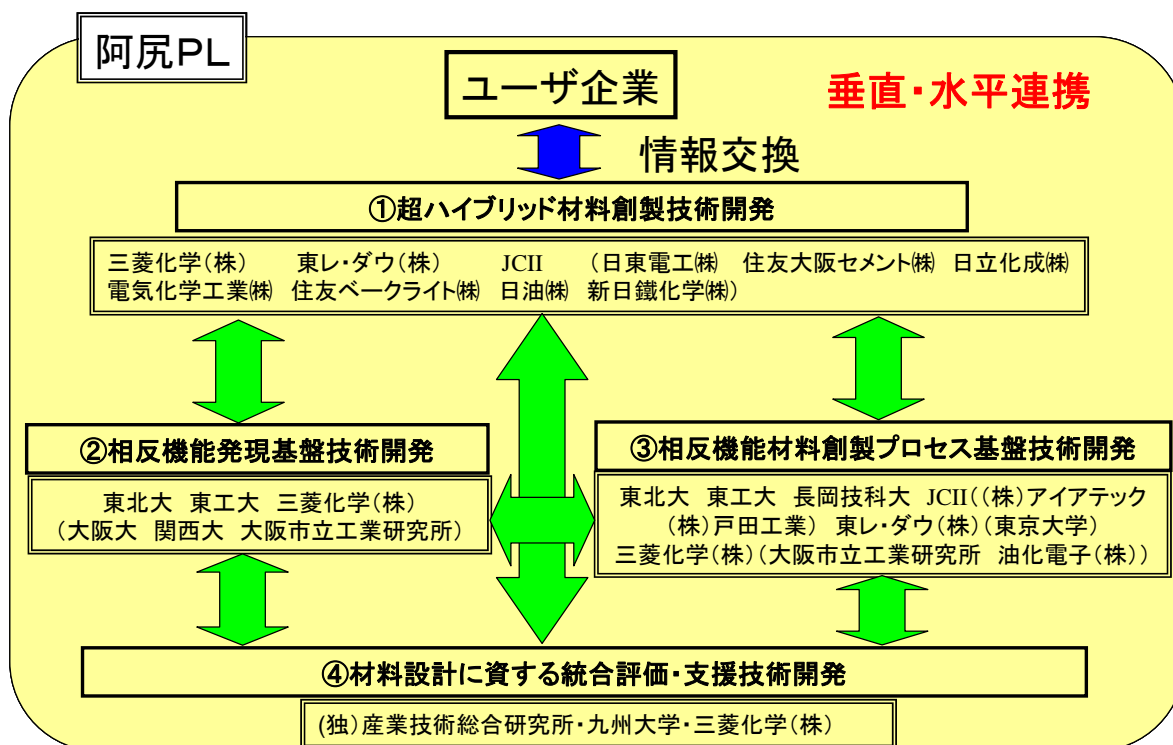 阿尻PL
ユーザ企業
垂直・水平連携
情報交換
①超ハイブリッド材料創製技術開発
三菱化学(株) 東レ・ダウ(株) JCII (日東電工㈱ 住友大阪セメント㈱ 日立化成㈱
電気化学工業㈱ 住友ベークライト㈱ 日油㈱ 新日鐵化学㈱)
②相反機能発現基盤技術開発
東北大 東工大 三菱化学(株)
(大阪大 関西大 大阪市立工業研究所)
③相反機能材料創製プロセス基盤技術開発
東北大 東工大 長岡技科大 JCII((株)アイアテック
(株)戸田工業) 東レ・ダウ(株)(東京大学)
三菱化学(株)(大阪市立工業研究所 油化電子(株))
④材料設計に資する統合評価・支援技術開発
(独)産業技術総合研究所・九州大学・三菱化学(株)